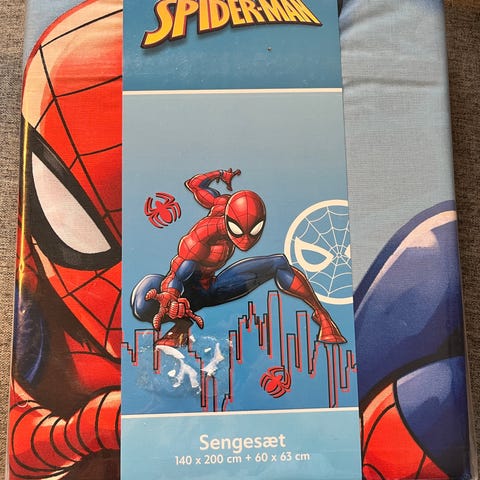 SPIDER-MAN
Sengesæt
140 x 200 cm + 60 x 63 cm